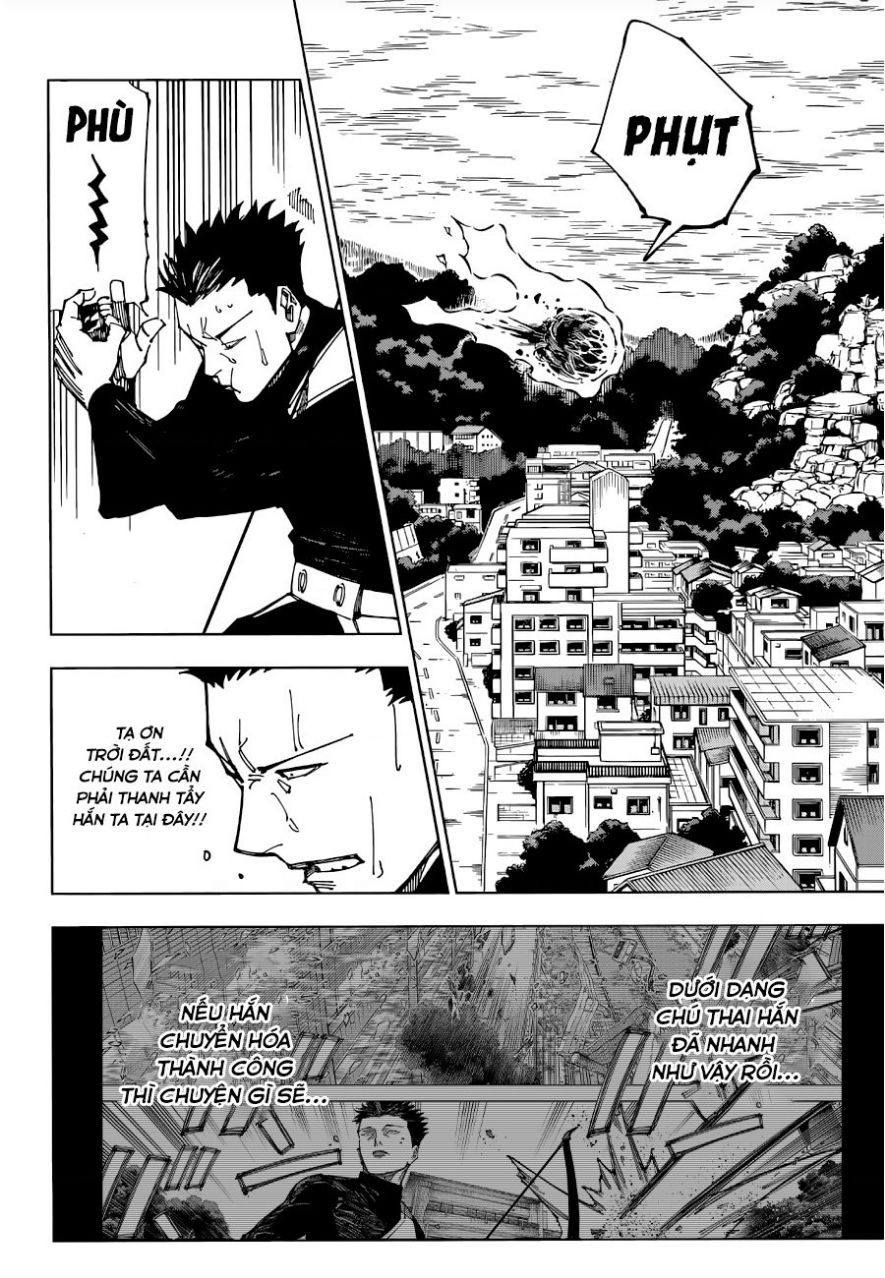 PHỤT
PHÙ
TẠ ƠN
TRỜI ĐẤT...!!
CHÚNG TA CẦN
PHẢI THANH TẨY
HẮN TA TẠI ĐÂY!!
DƯỚI DẠNG
CHÚ THAI HẮN
ĐÃ NHANH
NHƯ VẬY RỒI...
NẾU HẮN
CHUYỂN HÓA
THÀNH CÔNG
THÌ CHUYỆN GÌ SẼ...